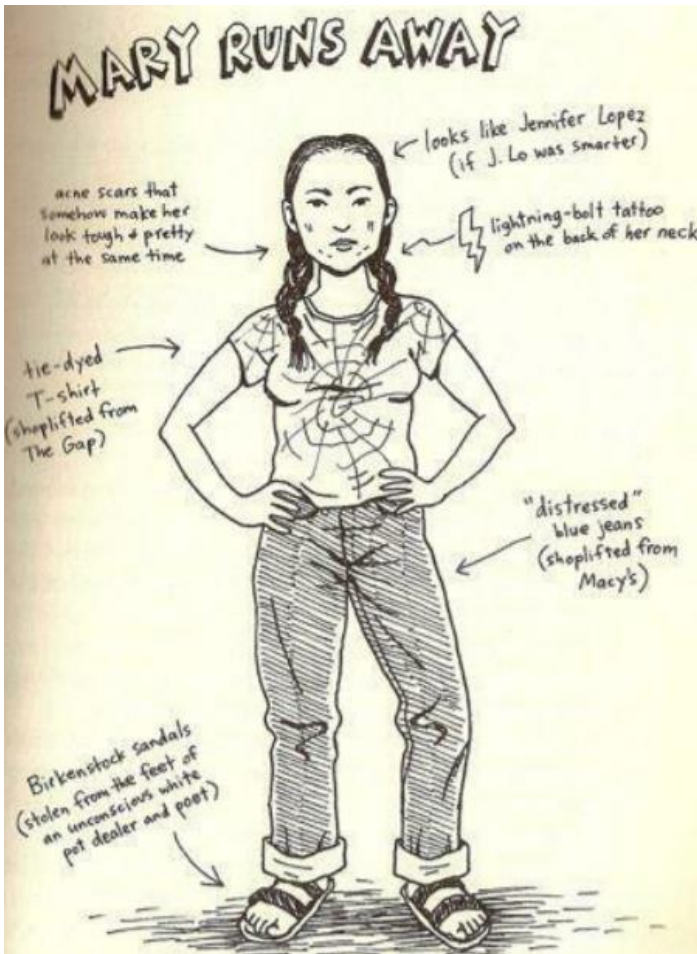 MARY RUNS AWAY
looks like Jennifer Lopez
(if J. Lo was smarter)
acne scars that
somehow make her
look tough & pretty
at the same time
lightning-bolt tattoo
on the back of her neck
tie-dyed
T-shirt
(shoplifted from
The Gap)
"distressed"
blue jeans
(shoplifted from
Macy's)
Birkenstock sandals
(stolen from the feet of
an unconscious white
pot dealer and poet)